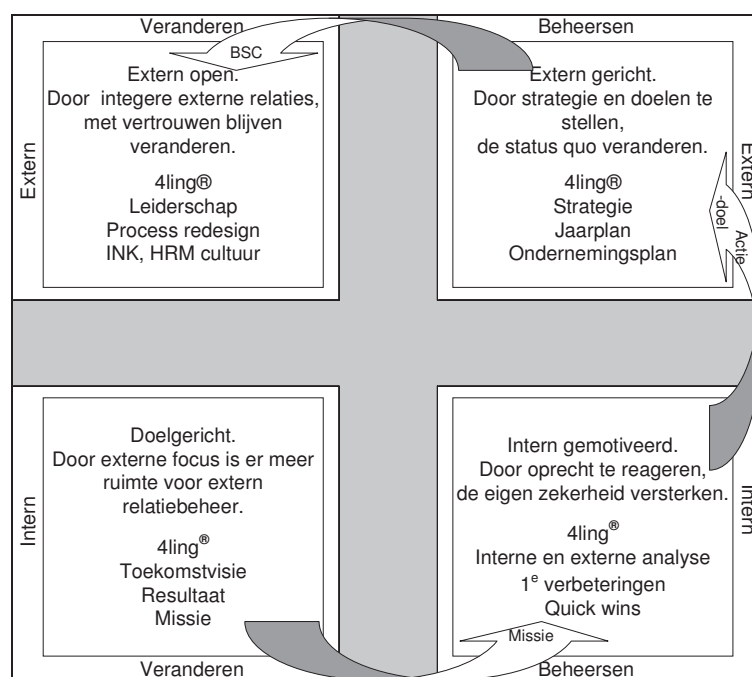 Veranderen
Beheersen
BSC
Extern
Extern open.
Door integere externe relaties,
met vertrouwen blijven
veranderen.
4ling®
Leiderschap
Process redesign
INK, HRM cultuur
Extern gericht.
Door strategie en doelen te
stellen,
de status quo veranderen.
4ling®
Strategie
Jaarplan
Ondernemingsplan
Extern
Actie
-doel
Intern
Doelgericht.
Door externe focus is er meer
ruimte voor extern
relatiebeheer.
4ling®
Toekomstvisie
Resultaat
Missie
Intern gemotiveerd.
Door oprecht te reageren,
de eigen zekerheid versterken.
4ling®
Interne en externe analyse
1e verbeteringen
Quick wins
Intern
Missie
Veranderen
Beheersen